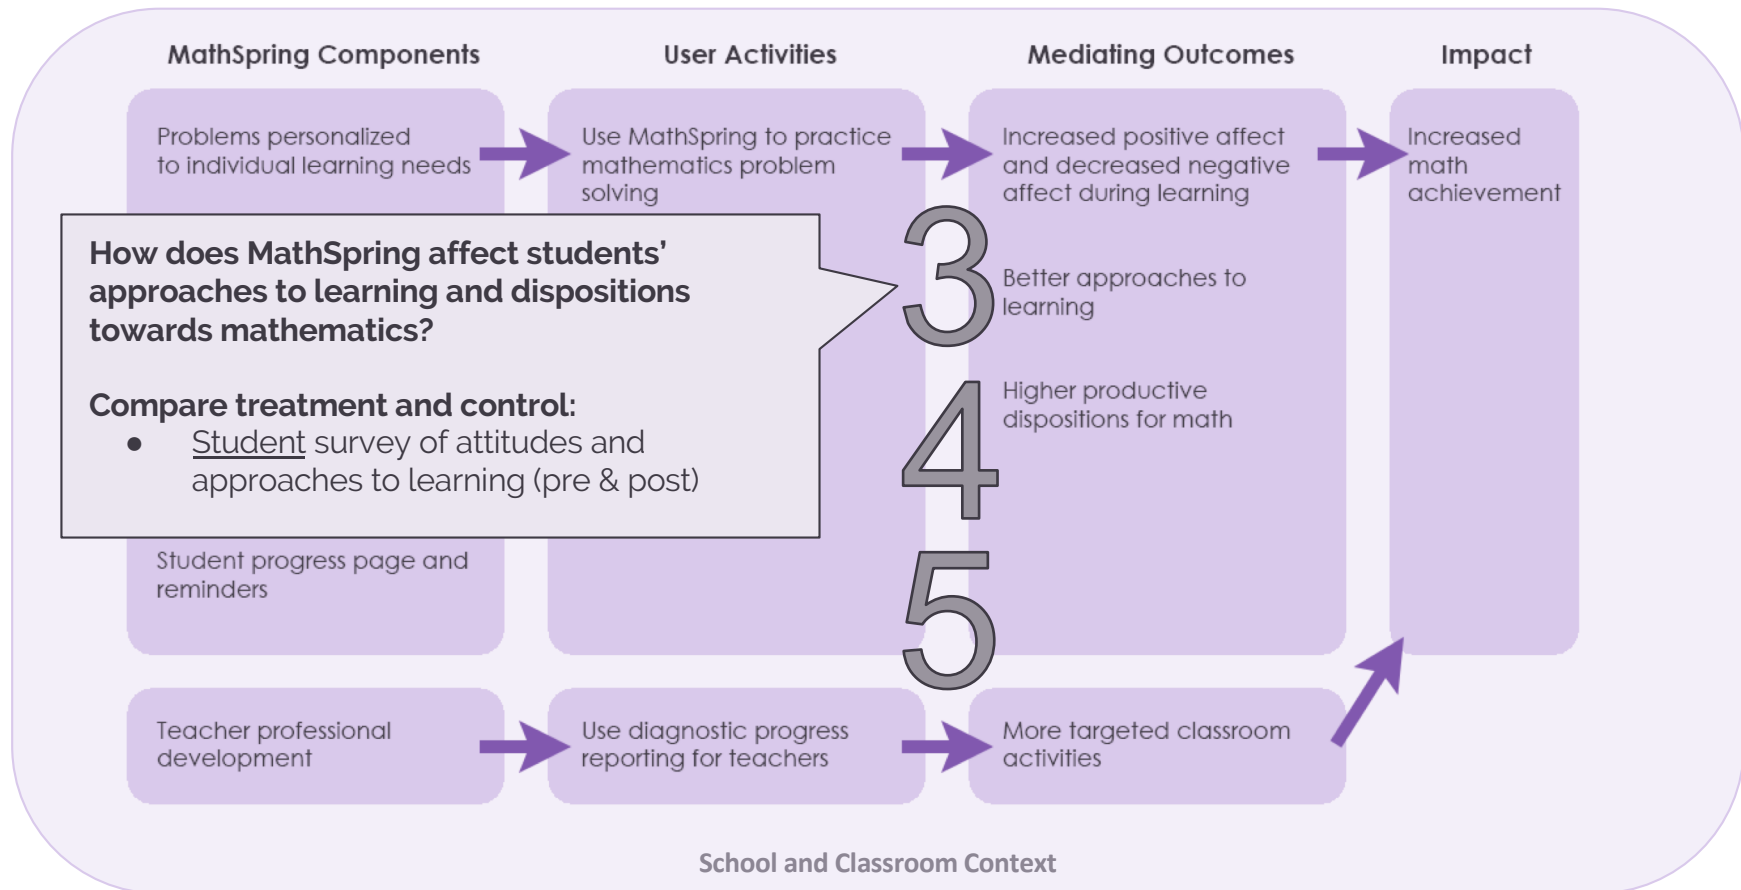 MathSpring Components
User Activities
Mediating Outcomes
Impact
Problems personalized
to individual learning needs
Use MathSpring to practice
mathematics problem
solving
Increased positive affect
and decreased negative
affect during learning
Increased
math
achievement
How does MathSpring affect students’
approaches to learning and dispositions
towards mathematics?
Compare treatment and control:
● Student survey of attitudes and
approaches to learning (pre & post)
3
Better approaches to
learning
4
Higher productive
dispositions for math
5
Student progress page and
reminders
Teacher professional
development
Use diagnostic progress
reporting for teachers
More targeted classroom
activities
School and Classroom Context